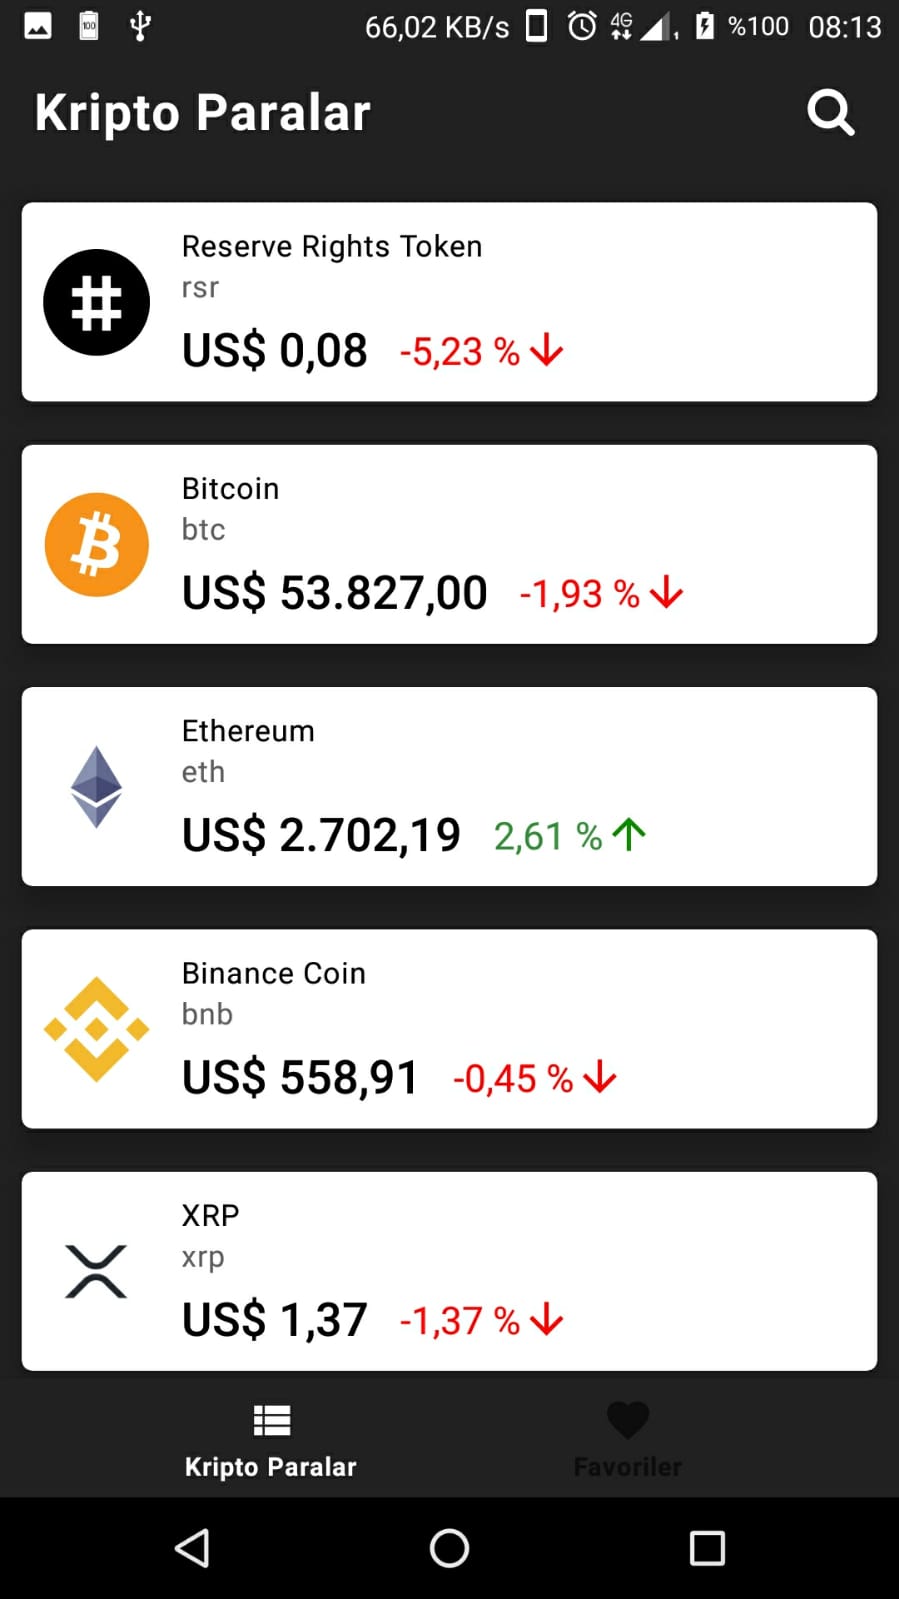 66,02 KB/s 4G 1 %100 08:13
Kripto Paralar
Reserve Rights Token
rsr
US$ 0,08 -5,23 %
Bitcoin
btc
US$ 53.827,00 -1,93 %
Ethereum
eth
US$ 2.702,19 2,61 %
Binance Coin
bnb
US$ 558,91 -0,45 %
XRP
xrp
US$ 1,37 -1,37 %
Kripto Paralar Favoriler